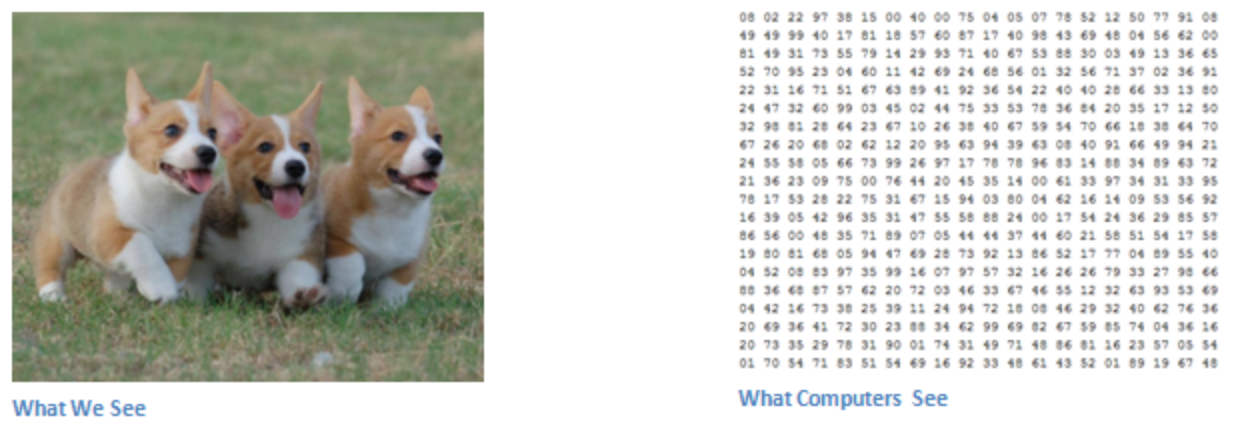 08 02 22 97 38 15 00 40 00 75 04 05 07 78 52 12 50 77 91 08
49 49 99 40 17 81 18 57 60 87 17 40 98 43 69 48 04 56 62 00
81 49 31 73 55 79 14 29 93 71 40 67 53 88 30 03 49 13 36 65
52 70 95 23 04 60 11 42 69 24 68 56 01 32 56 71 37 02 36 91
22 31 16 71 51 67 63 89 41 92 36 54 22 40 40 28 66 33 13 80
24 47 32 60 99 03 45 02 44 75 33 53 78 36 84 20 35 17 12 50
32 98 81 28 64 23 67 10 26 38 40 67 59 54 70 66 18 38 64 70
67 26 20 68 02 62 12 20 95 63 94 39 63 08 40 91 66 49 94 21
24 55 58 05 66 73 99 26 97 17 78 78 96 83 14 88 34 89 63 72
21 36 23 09 75 00 76 44 20 45 35 14 00 61 33 97 34 31 33 95
78 17 53 28 22 75 31 67 15 94 03 80 04 62 16 14 09 53 56 92
16 39 05 42 96 35 31 47 55 58 88 24 00 17 54 24 36 29 85 57
86 56 00 48 35 71 89 07 05 44 44 37 44 60 21 58 51 54 17 58
19 80 81 68 05 94 47 69 28 73 92 13 86 52 17 77 04 89 55 40
04 52 08 83 97 35 99 16 07 97 57 32 16 26 26 79 33 27 98 66
88 36 68 87 57 62 20 72 03 46 33 67 46 55 12 32 63 93 53 69
04 42 16 73 38 25 39 11 24 94 72 18 08 46 29 32 40 62 76 36
20 69 36 41 72 30 23 88 34 62 99 69 82 67 59 85 74 04 36 16
20 73 35 29 78 31 90 01 74 31 49 71 48 86 81 16 23 57 05 54
01 70 54 71 83 51 54 69 16 92 33 48 61 43 52 01 89 19 67 48
What We See
What Computers See